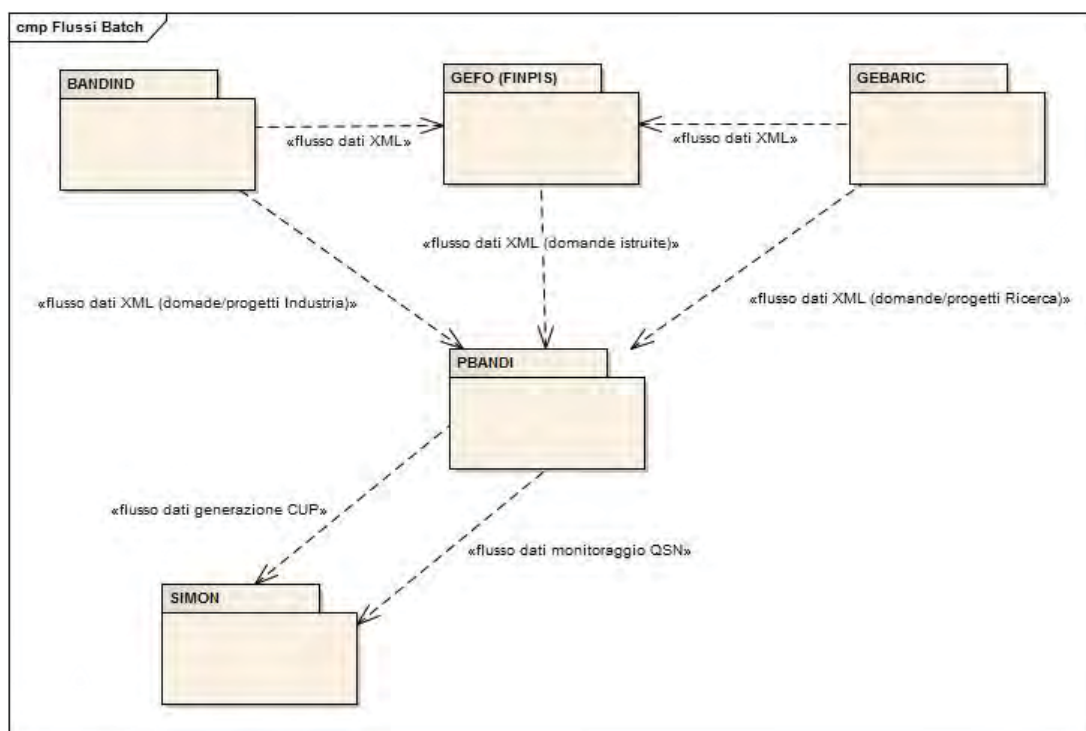 cmp Flussi Batch
BANDIND
GEFO (FINPIS)
GEBARIC
«flusso dati XML»
«flusso dati XML»
«flusso dati XML (domande istruite)»
«flusso dati XML (domade/progetti Industria)»
«flusso dati XML (domande/progetti Ricerca)»
PBANDI
«flusso dati generazione CUP»
«flusso dati monitoraggio QSN»
SIMON